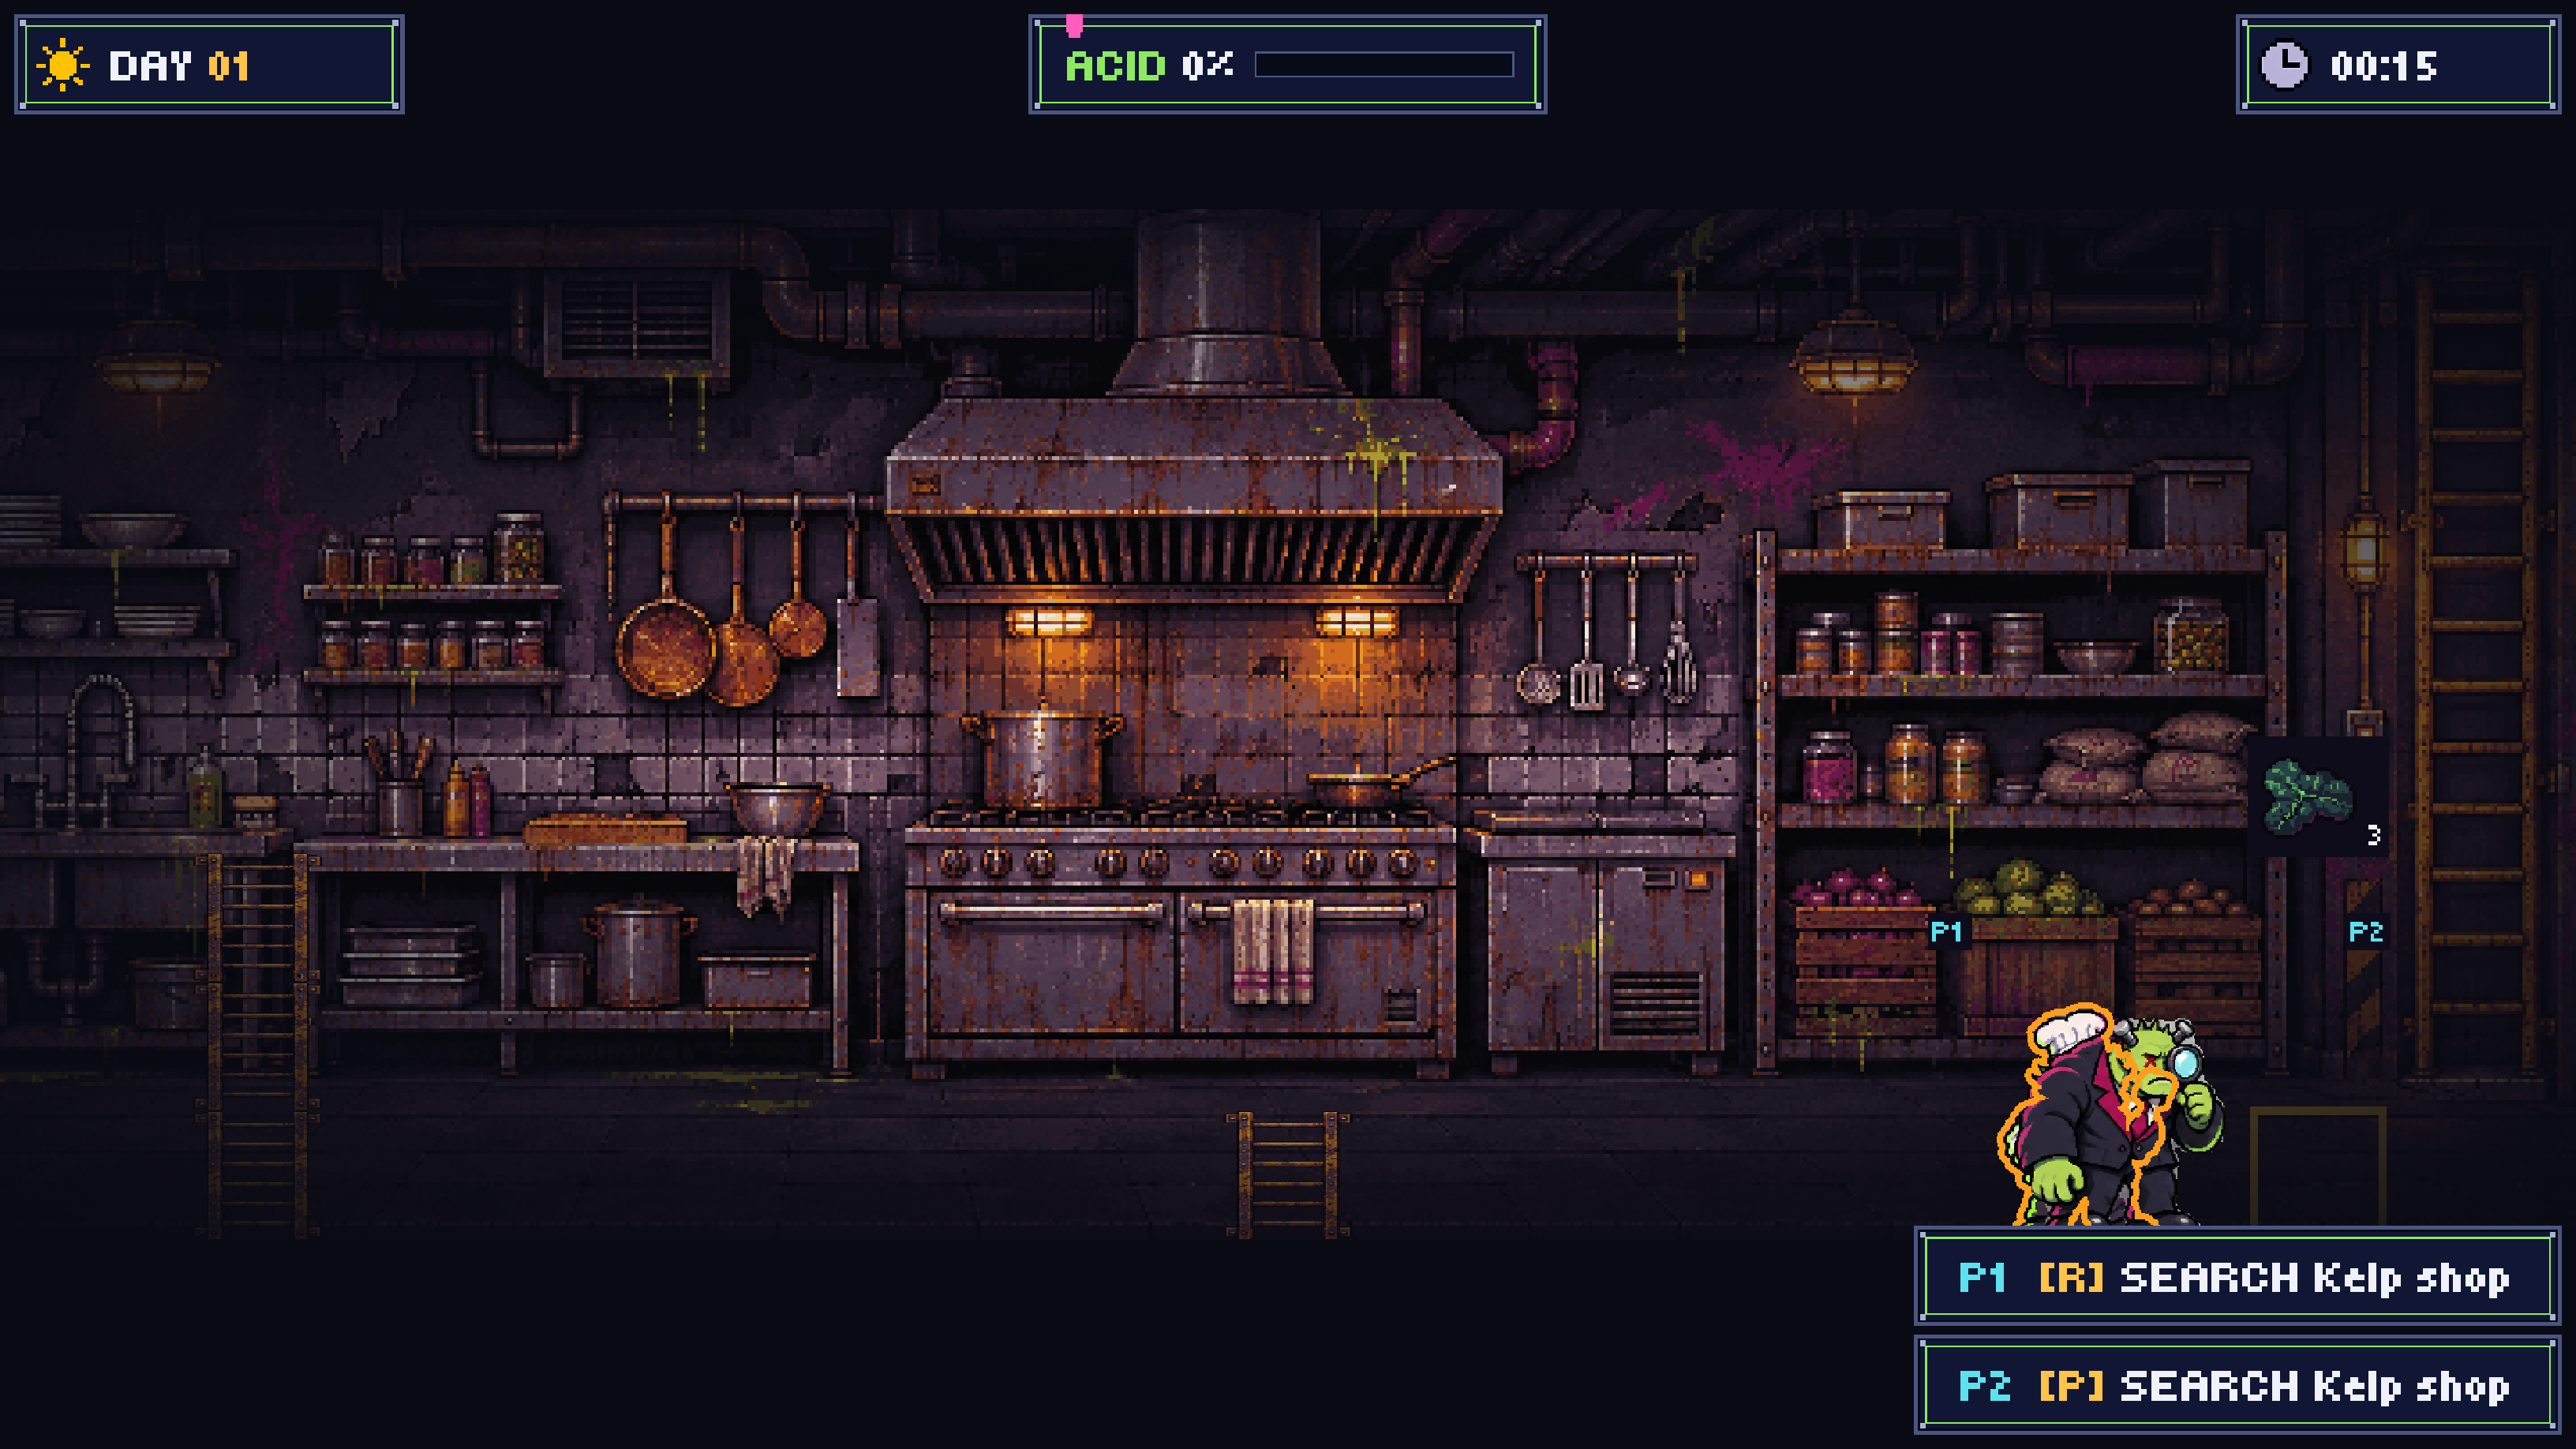 DAY 01
ACID 0%
00:15
3
P1
P2
P1 [R] SEARCH Kelp shop
P2 [P] SEARCH Kelp shop